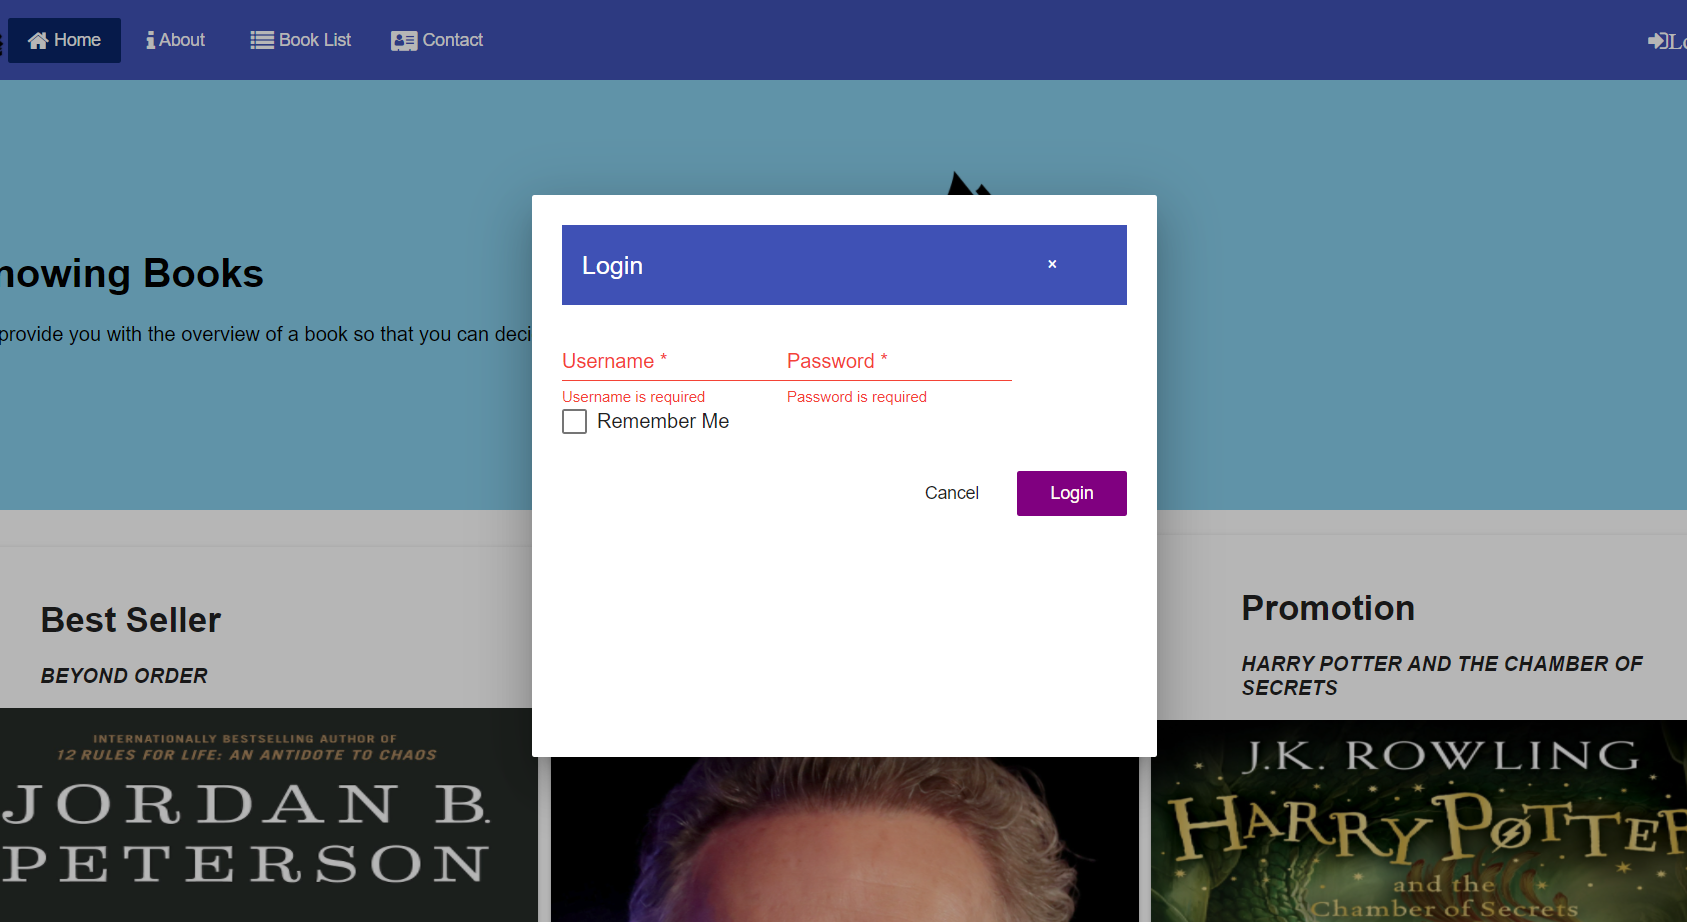 Home About Book List Contact
Login
×
nowing Books
provide you with the overview of a book so that you can deci
Username * Password *
Username is required Password is required
Remember Me
Cancel Login
Best Seller
BEYOND ORDER
INTERNATIONALLY BESTSELLING AUTHOR OF
12 RULES FOR LIFE: AN ANTIDOTE TO CHAOS
JORDAN B.
PETERSON
Promotion
HARRY POTTER AND THE CHAMBER OF
SECRETS
J.K. ROWLING
HARRY POTTER
and the
Chamber of Secrets